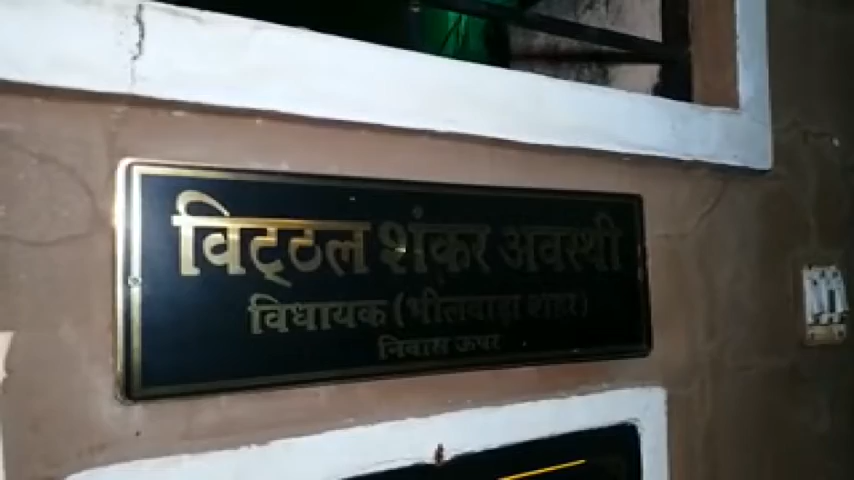 विट्ठल शंकर अवस्थी
विधायक (भीलवाड़ा शहर)
निवास ऊपर